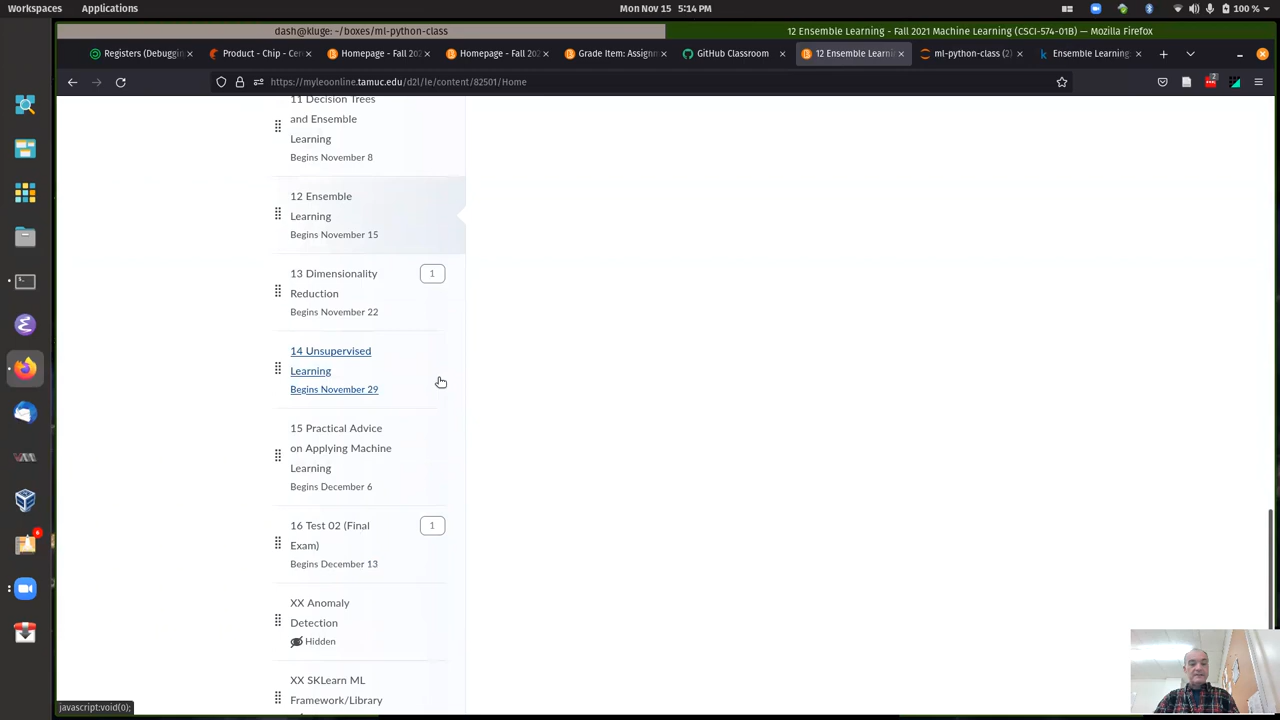 Workspaces Applications Mon Nov 15 5:14 PM 100 %
dash@kluge: ~/boxes/ml-python-class 12 Ensemble Learning - Fall 2021 Machine Learning (CSCI-574-01B) — Mozilla Firefox
Registers (Debuggin Product - Chip - Cer Homepage - Fall 202 Homepage - Fall 202 Grade Item: Assignm GitHub Classroom 12 Ensemble Learnin ml-python-class (2) Ensemble Learning.
https://myleoonline.tamuc.edu/d2l/le/content/82501/Home
11 Decision Trees
and Ensemble
Learning
Begins November 8
12 Ensemble
Learning
Begins November 15
13 Dimensionality 1
Reduction
Begins November 22
14 Unsupervised
Learning
Begins November 29
15 Practical Advice
on Applying Machine
Learning
Begins December 6
16 Test 02 (Final 1
Exam)
Begins December 13
XX Anomaly
Detection
Hidden
XX SKLearn ML
Framework/Library
javascript:void(0);